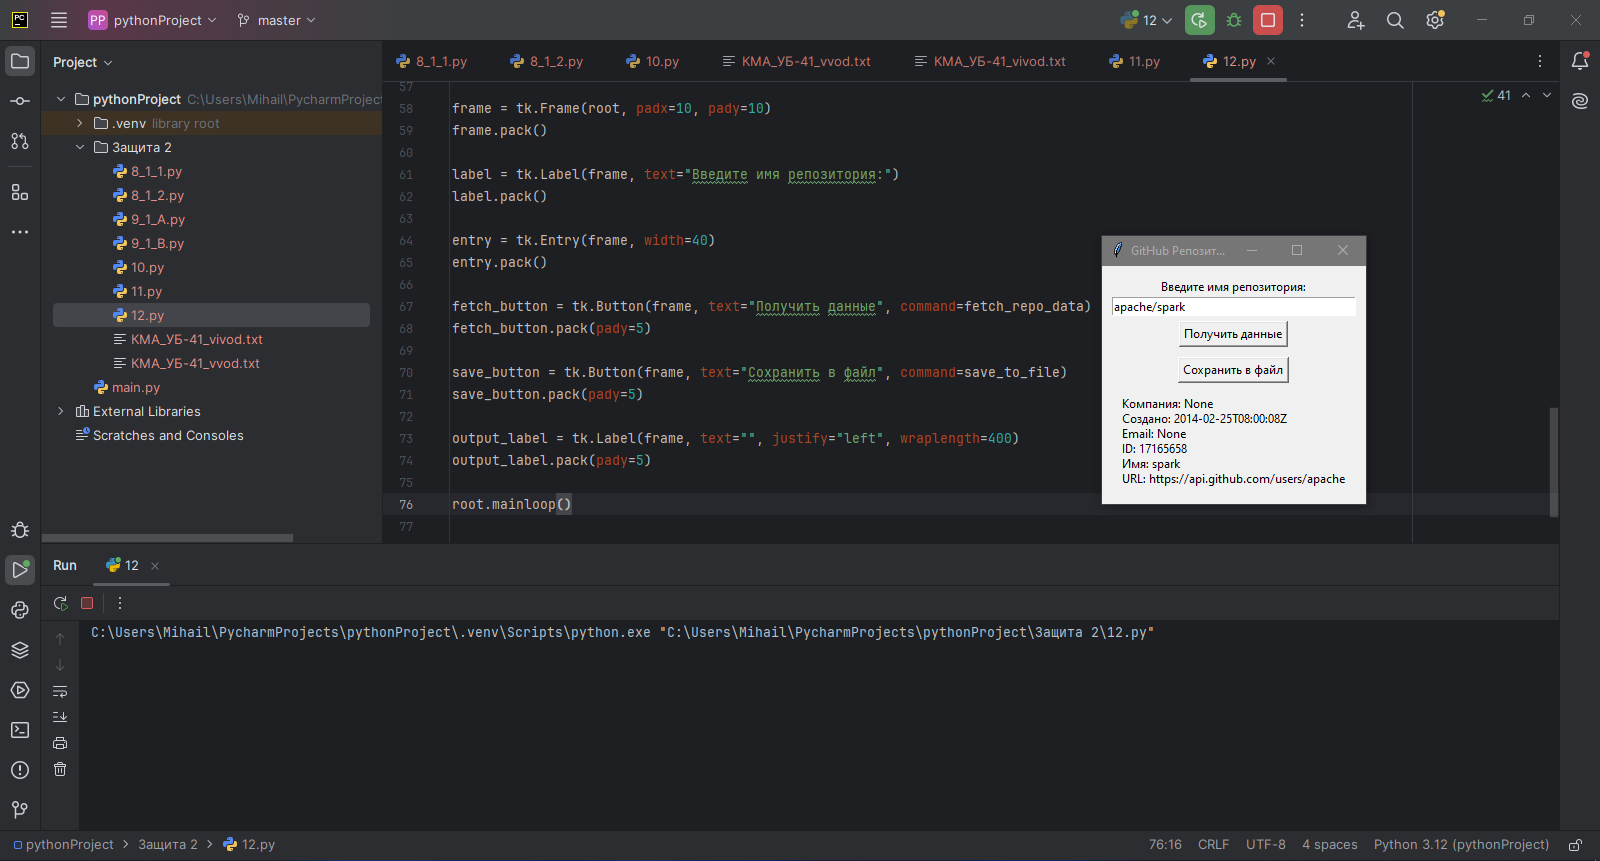 PC
PP pythonProject master 12
Project
8_1_1.py 8_1_2.py 10.py КМА_УБ-41_vvod.txt КМА_УБ-41_vivod.txt 11.py 12.py
pythonProject C:\Users\Mihail\PycharmProject
.venv library root
Защита 2
8_1_1.py
8_1_2.py
9_1_A.py
9_1_B.py
10.py
11.py
12.py
КМА_УБ-41_vivod.txt
КМА_УБ-41_vvod.txt
main.py
External Libraries
Scratches and Consoles
41
57
58 frame = tk.Frame(root, padx=10, pady=10)
59 frame.pack()
60
61 label = tk.Label(frame, text="Введите имя репозитория:")
62 label.pack()
63
64 entry = tk.Entry(frame, width=40)
65 entry.pack()
66
67 fetch_button = tk.Button(frame, text="Получить данные", command=fetch_repo_data)
68 fetch_button.pack(pady=5)
69
70 save_button = tk.Button(frame, text="Сохранить в файл", command=save_to_file)
71 save_button.pack(pady=5)
72
73 output_label = tk.Label(frame, text="", justify="left", wraplength=400)
74 output_label.pack(pady=5)
75
76 root.mainloop()
77
GitHub Репозит...
Введите имя репозитория:
apache/spark
Получить данные
Сохранить в файл
Компания: None
Создано: 2014-02-25T08:00:08Z
Email: None
ID: 17165658
Имя: spark
URL: https://api.github.com/users/apache
Run 12
C:\Users\Mihail\PycharmProjects\pythonProject\.venv\Scripts\python.exe "C:\Users\Mihail\PycharmProjects\pythonProject\Защита 2\12.py"
pythonProject > Защита 2 > 12.py 76:16 CRLF UTF-8 4 spaces Python 3.12 (pythonProject)